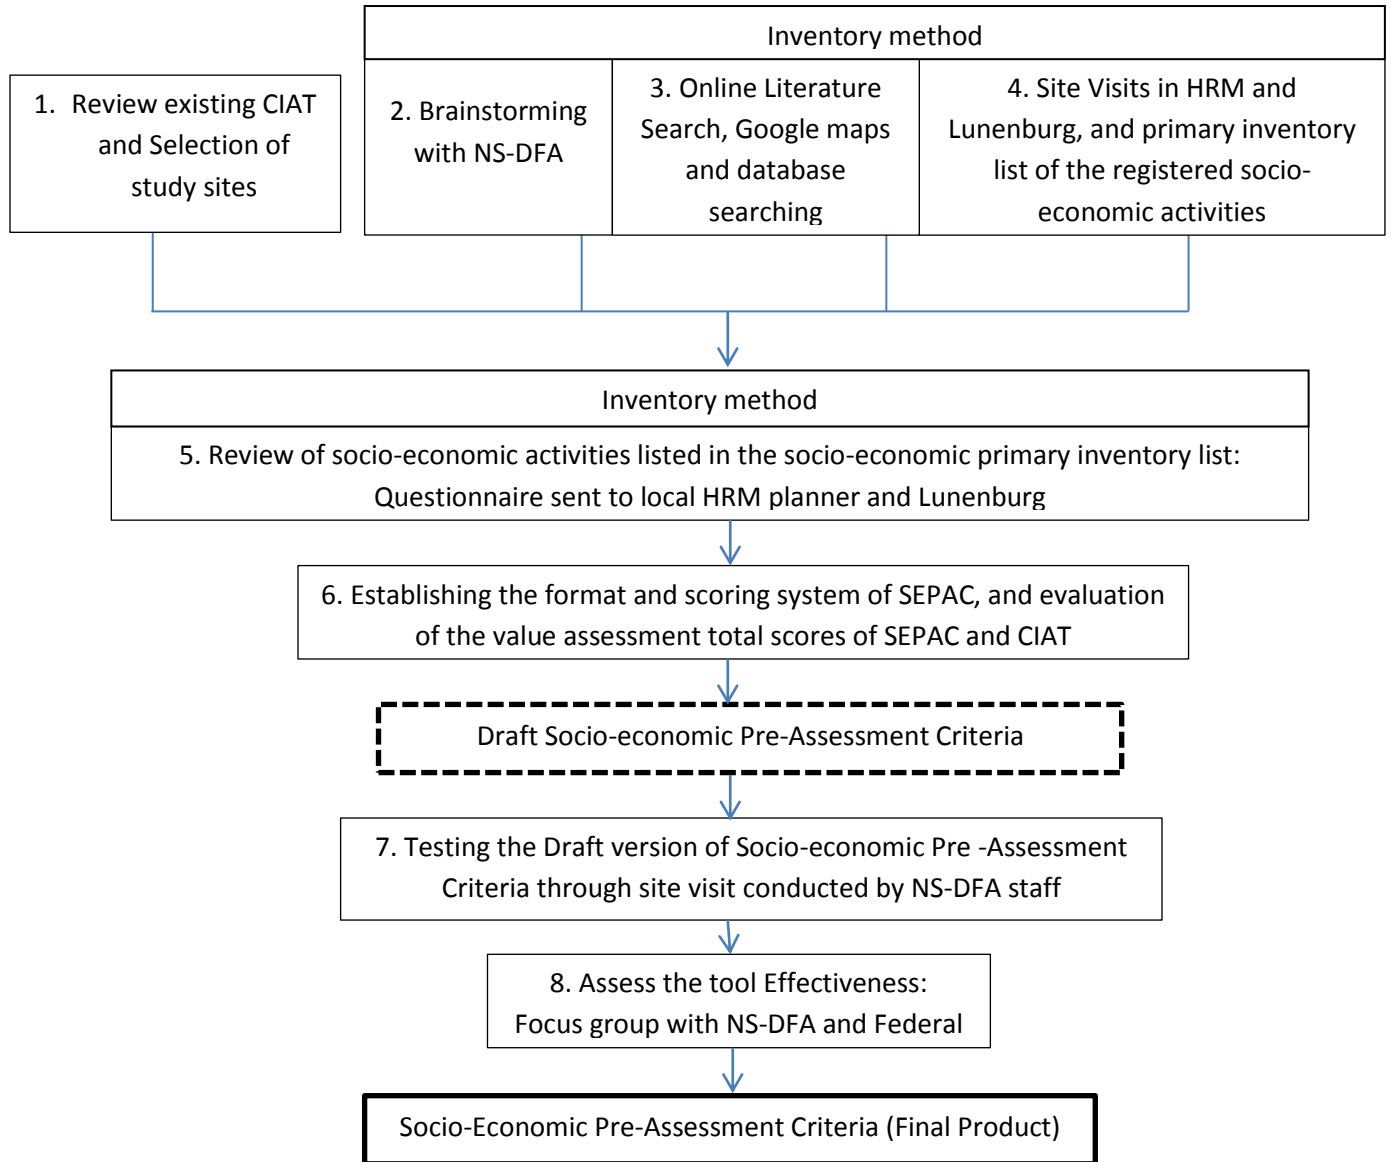 Inventory method
1. Review existing CIAT
and Selection of
study sites
2. Brainstorming
with NS-DFA
3. Online Literature
Search, Google maps
and database
searching
4. Site Visits in HRM and
Lunenburg, and primary inventory
list of the registered socio-
economic activities
Inventory method
5. Review of socio-economic activities listed in the socio-economic primary inventory list:
Questionnaire sent to local HRM planner and Lunenburg
6. Establishing the format and scoring system of SEPAC, and evaluation
of the value assessment total scores of SEPAC and CIAT
Draft Socio-economic Pre-Assessment Criteria
7. Testing the Draft version of Socio-economic Pre -Assessment
Criteria through site visit conducted by NS-DFA staff
8. Assess the tool Effectiveness:
Focus group with NS-DFA and Federal
Socio-Economic Pre-Assessment Criteria (Final Product)